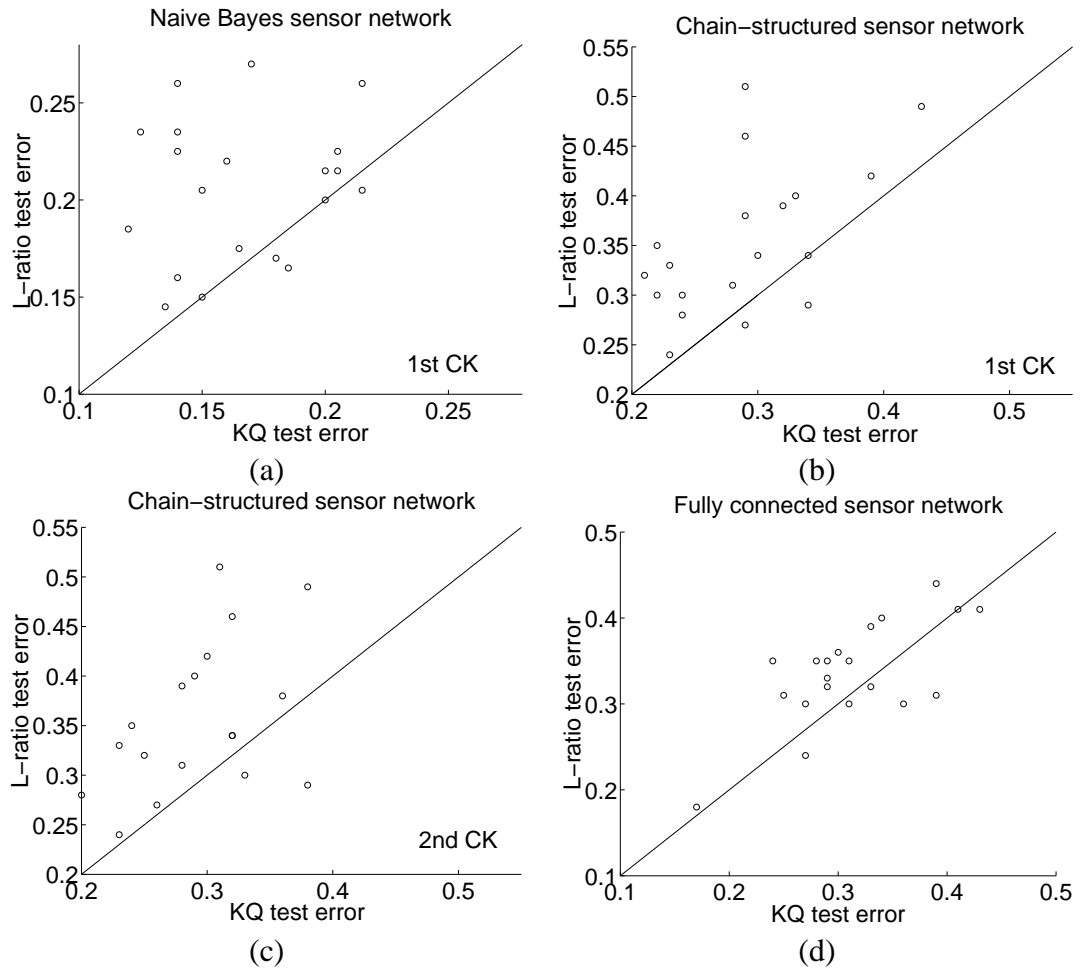 Naive Bayes sensor network
0.25
0.2
0.15
0.1
L−ratio test error
1st CK
0.1 0.15 0.2 0.25
KQ test error
(a)
Chain−structured sensor network
0.55
0.5
0.45
0.4
0.35
0.3
0.25
0.2
L−ratio test error
1st CK
0.2 0.3 0.4 0.5
KQ test error
(b)
Chain−structured sensor network
0.55
0.5
0.45
0.4
0.35
0.3
0.25
0.2
L−ratio test error
2nd CK
0.2 0.3 0.4 0.5
KQ test error
(c)
Fully connected sensor network
0.5
0.4
0.3
0.2
0.1
L−ratio test error
0.1 0.2 0.3 0.4 0.5
KQ test error
(d)